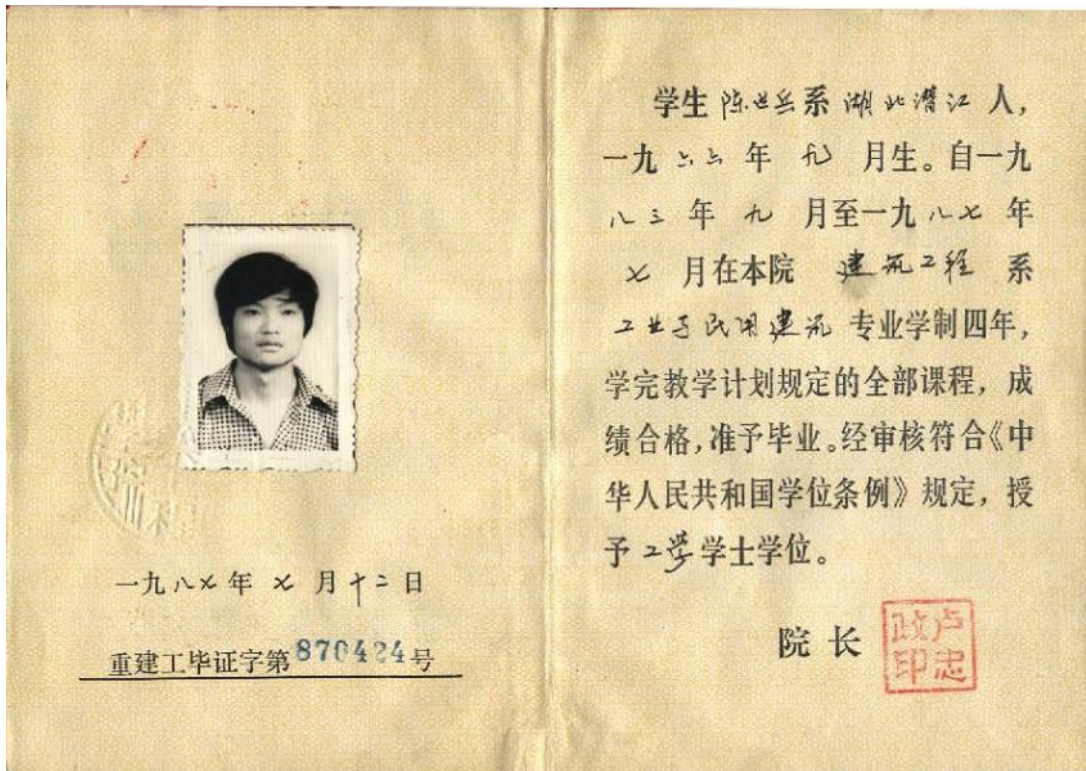 一九八七年七月十二日
重建工毕证字第870424号
学生陈世岳系湖北潜江人，
一九六六年九月生。自一九
八三年九月至一九八七年
七月在本院建筑工程系
工业与民用建筑专业学制四年，
学完教学计划规定的全部课程，成
绩合格，准予毕业。经审核符合《中
华人民共和国学位条例》规定，授
予工学学士学位。
院长
卢忠政印